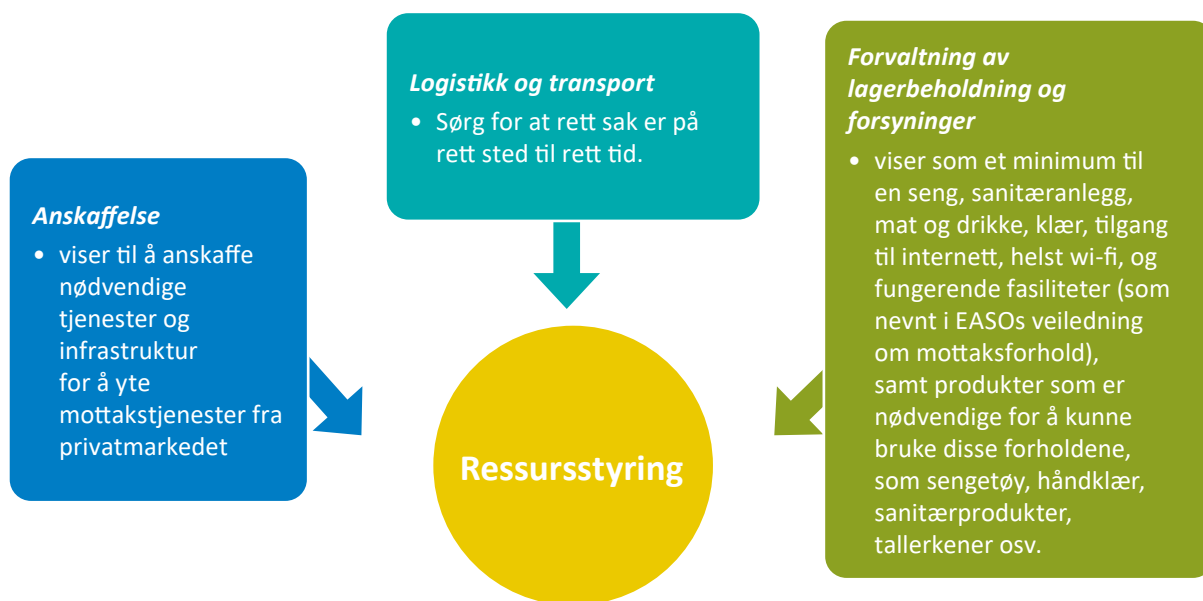 Anskaffelse
• viser til å anskaffe
nødvendige
tjenester og
infrastruktur
for å yte
mottakstjenester fra
privatmarkedet
Logistikk og transport
• Sørg for at rett sak er på
rett sted til rett tid.
Forvaltning av
lagerbeholdning og
forsyninger
• viser som et minimum til
en seng, sanitæranlegg,
mat og drikke, klær, tilgang
til internett, helst wi-fi, og
fungerende fasiliteter (som
nevnt i EASOs veiledning
om mottaksforhold),
samt produkter som er
nødvendige for å kunne
bruke disse forholdene,
som sengetøy, håndklær,
sanitærprodukter,
tallerkener osv.
Ressursstyring